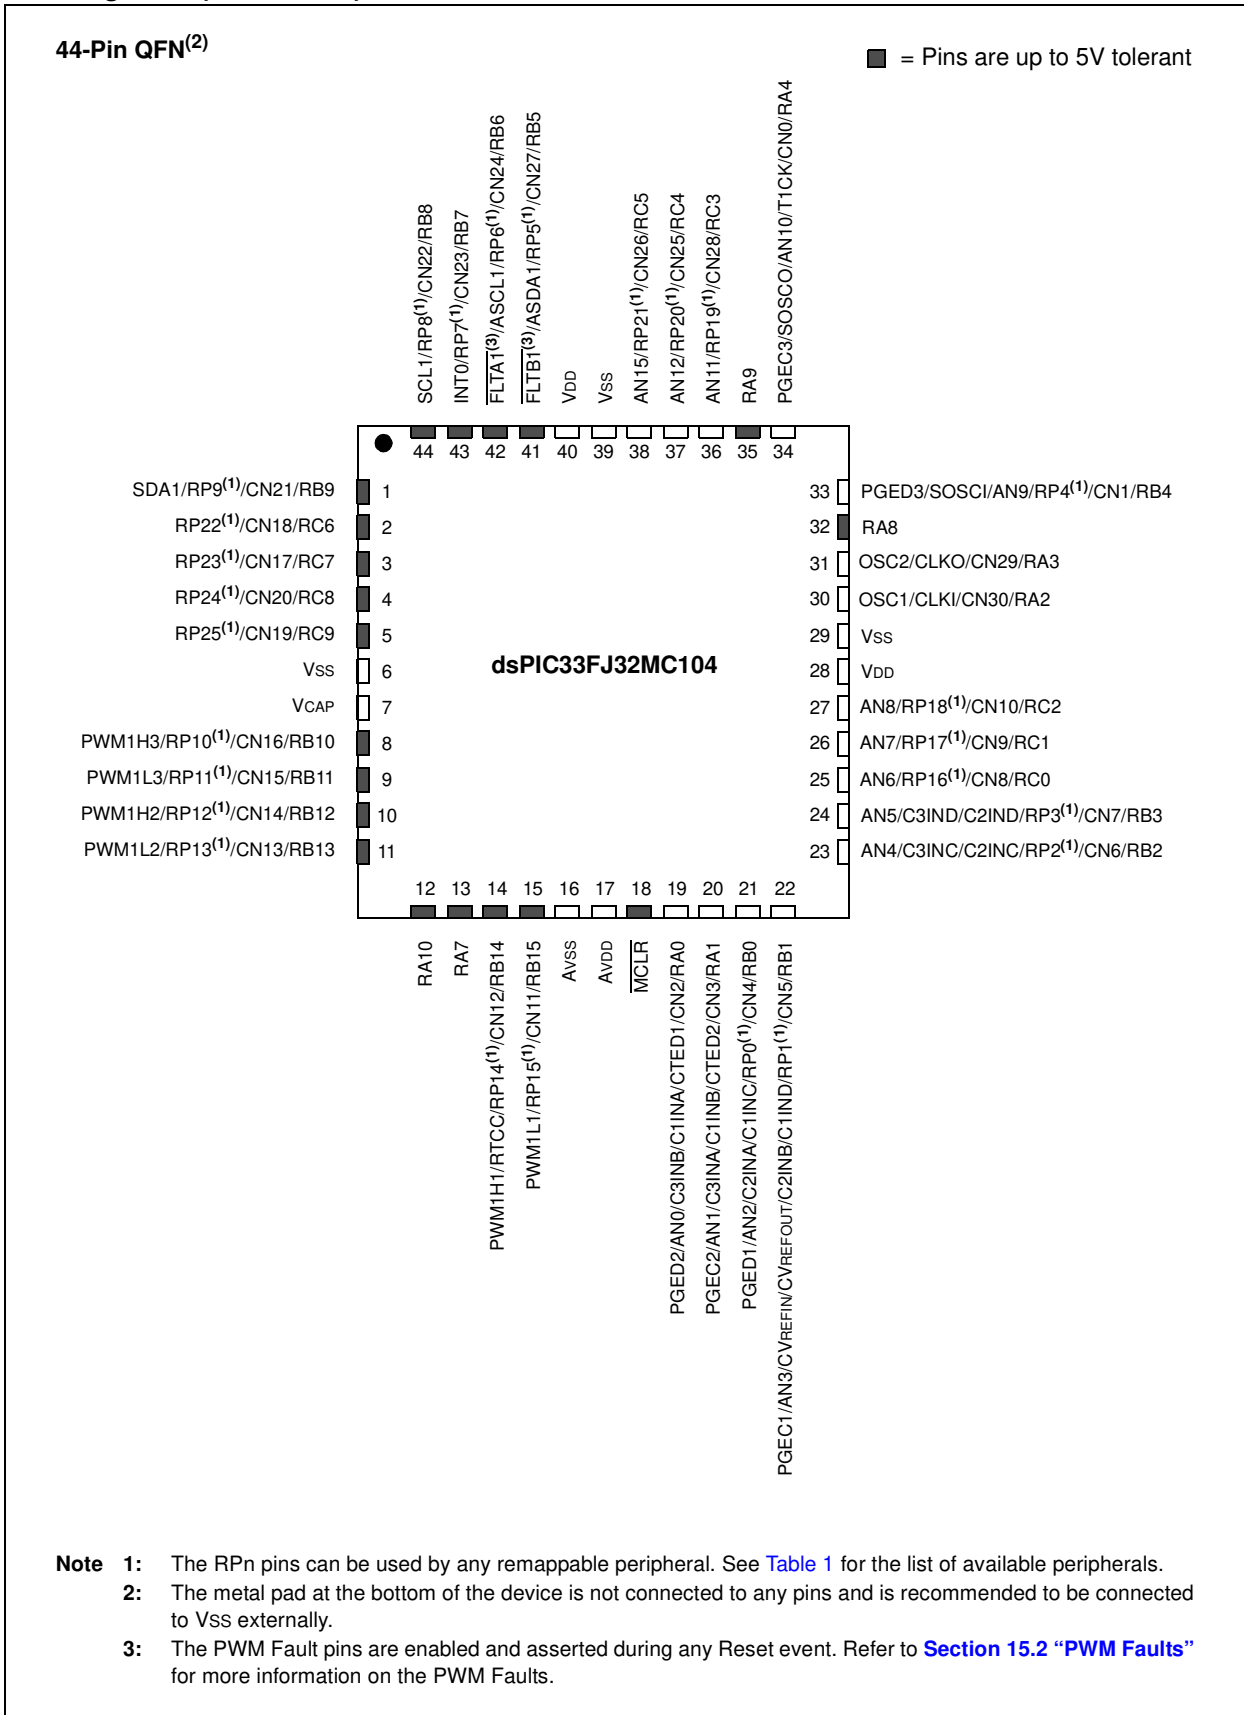 44-Pin QFN(2)
= Pins are up to 5V tolerant
SCL1/RP8(1)/CN22/RB8
INT0/RP7(1)/CN23/RB7
FLTA1(3)/ASCL1/RP6(1)/CN24/RB6
FLTB1(3)/ASDA1/RP5(1)/CN27/RB5
VDD
VSS
AN15/RP21(1)/CN26/RC5
AN12/RP20(1)/CN25/RC4
AN11/RP19(1)/CN28/RC3
RA9
PGEC3/SOSCO/AN10/T1CK/CN0/RA4
44 43 42 41 40 39 38 37 36 35 34
SDA1/RP9(1)/CN21/RB9 1
RP22(1)/CN18/RC6 2
RP23(1)/CN17/RC7 3
RP24(1)/CN20/RC8 4
RP25(1)/CN19/RC9 5
VSS 6
VCAP 7
PWM1H3/RP10(1)/CN16/RB10 8
PWM1L3/RP11(1)/CN15/RB11 9
PWM1H2/RP12(1)/CN14/RB12 10
PWM1L2/RP13(1)/CN13/RB13 11
dsPIC33FJ32MC104
33 PGED3/SOSCI/AN9/RP4(1)/CN1/RB4
32 RA8
31 OSC2/CLKO/CN29/RA3
30 OSC1/CLKI/CN30/RA2
29 VSS
28 VDD
27 AN8/RP18(1)/CN10/RC2
26 AN7/RP17(1)/CN9/RC1
25 AN6/RP16(1)/CN8/RC0
24 AN5/C3IND/C2IND/RP3(1)/CN7/RB3
23 AN4/C3INC/C2INC/RP2(1)/CN6/RB2
12 13 14 15 16 17 18 19 20 21 22
RA10
RA7
PWM1H1/RTCC/RP14(1)/CN12/RB14
PWM1L1/RP15(1)/CN11/RB15
AVSS
AVDD
MCLR
PGED2/AN0/C3INB/C1INA/CTED1/CN2/RA0
PGEC2/AN1/C3INA/C1INB/CTED2/CN3/RA1
PGED1/AN2/C2INA/C1INC/RP0(1)/CN4/RB0
PGEC1/AN3/CVREFIN/CVREFOUT/C2INB/C1IND/RP1(1)/CN5/RB1
Note 1: The RPn pins can be used by any remappable peripheral. See Table 1 for the list of available peripherals.
2: The metal pad at the bottom of the device is not connected to any pins and is recommended to be connected
to VSS externally.
3: The PWM Fault pins are enabled and asserted during any Reset event. Refer to Section 15.2 “PWM Faults”
for more information on the PWM Faults.